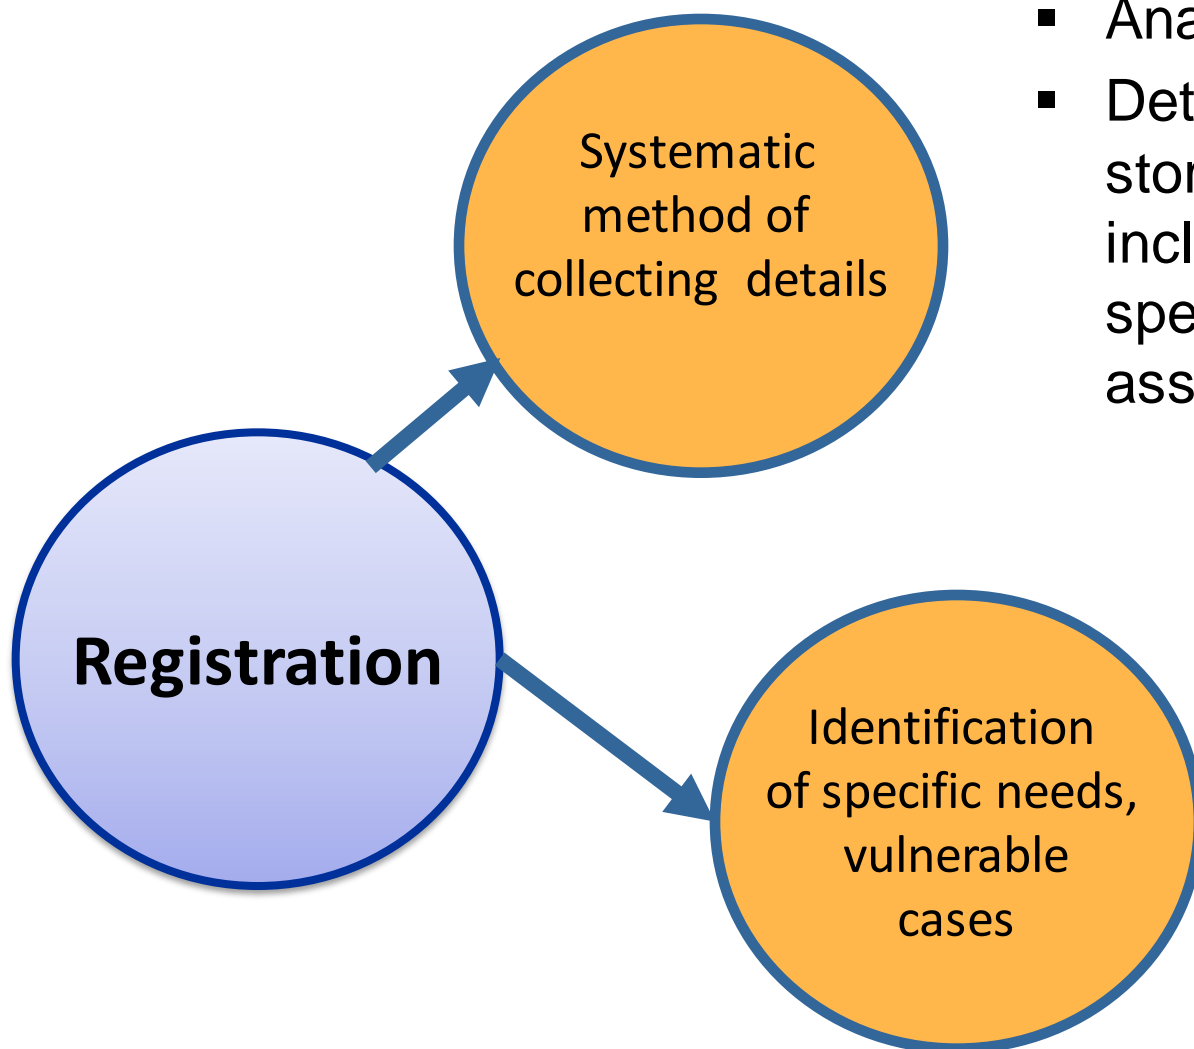 Systematic
method of
collecting details
Registration
Identification
of specific needs,
vulnerable
cases